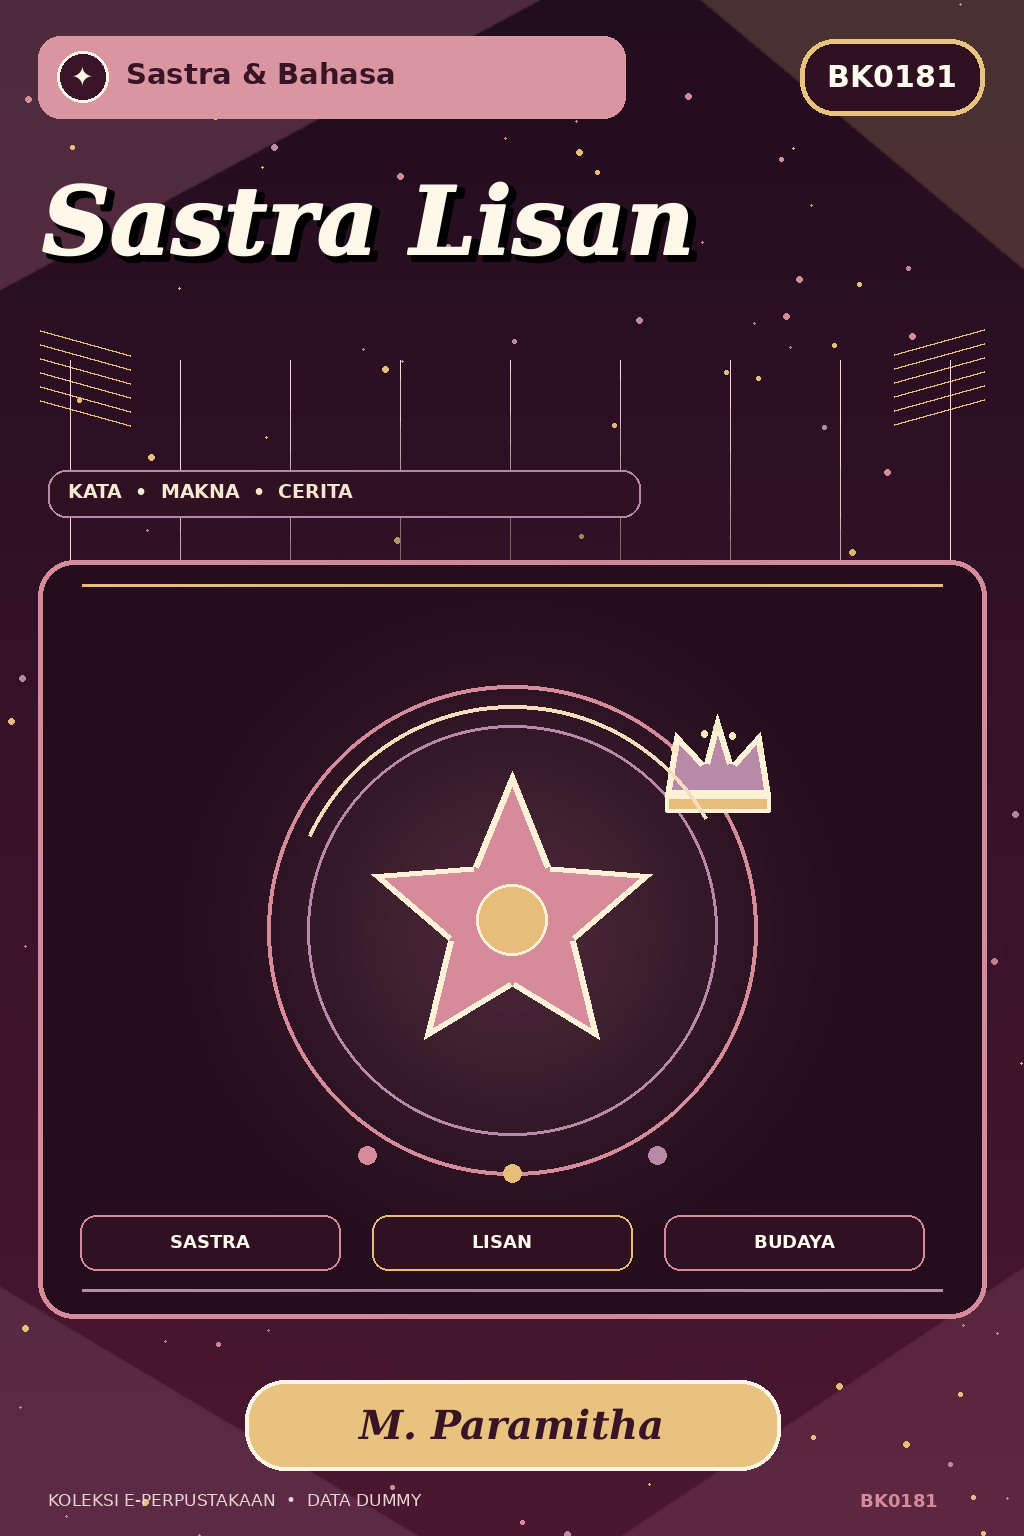 Sastra & Bahasa
BK0181
Sastra Lisan
KATA • MAKNA • CERITA
SASTRA
LISAN
BUDAYA
M. Paramitha
KOLEKSI E-PERPUSTAKAAN • DATA DUMMY
BK0181